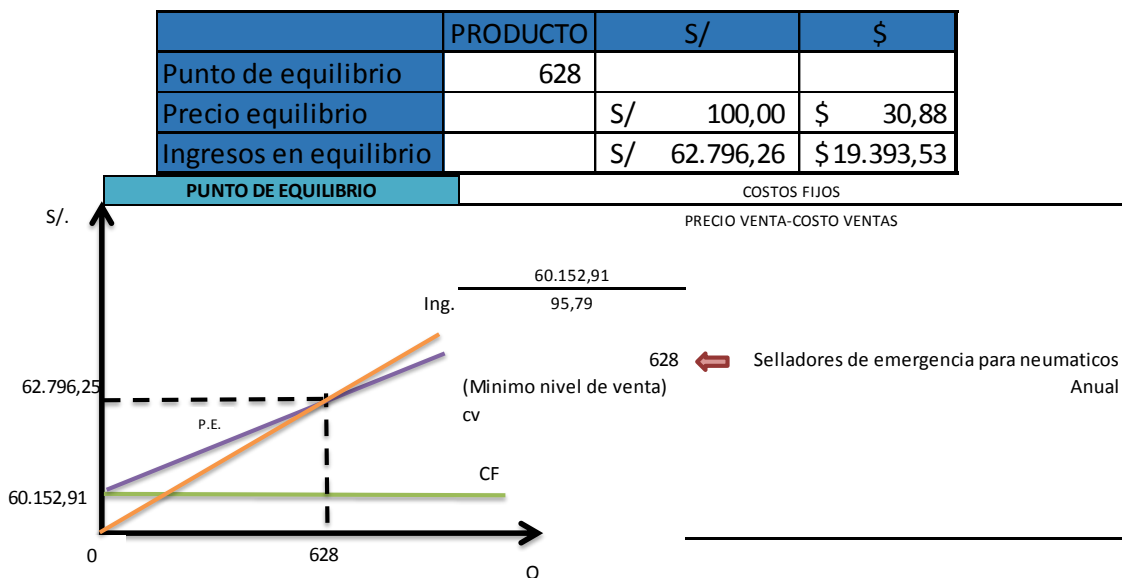 PRODUCTO S/ $
Punto de equilibrio 628
Precio equilibrio S/ 100,00 $ 30,88
Ingresos en equilibrio S/ 62.796,26 $19.393,53
PUNTO DE EQUILIBRIO COSTOS FIJOS
S/. PRECIO VENTA-COSTO VENTAS
60.152,91
Ing. 95,79
628 Selladores de emergencia para neumaticos
62.796,25 (Minimo nivel de venta) Anual
P.E. cv
CF
60.152,91
0 628
Q